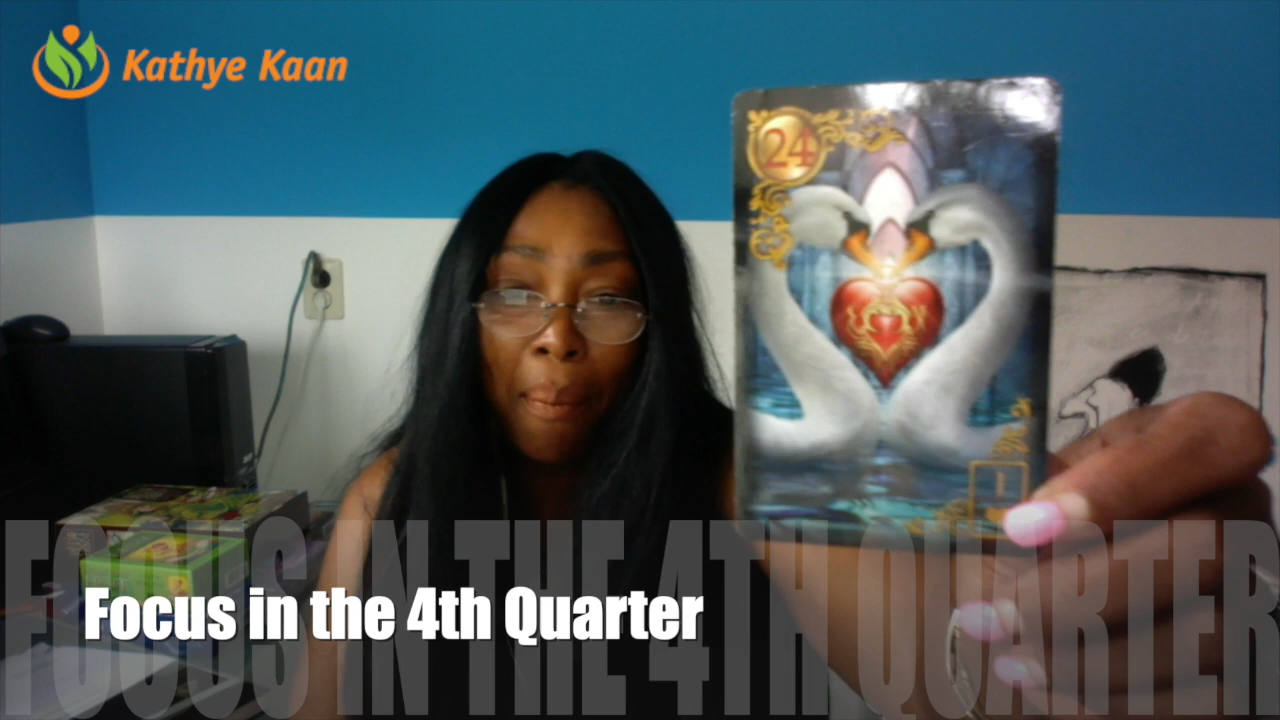 Kathye Kaan
24
FOCUS IN THE 4TH QUARTER
Focus in the 4th Quarter